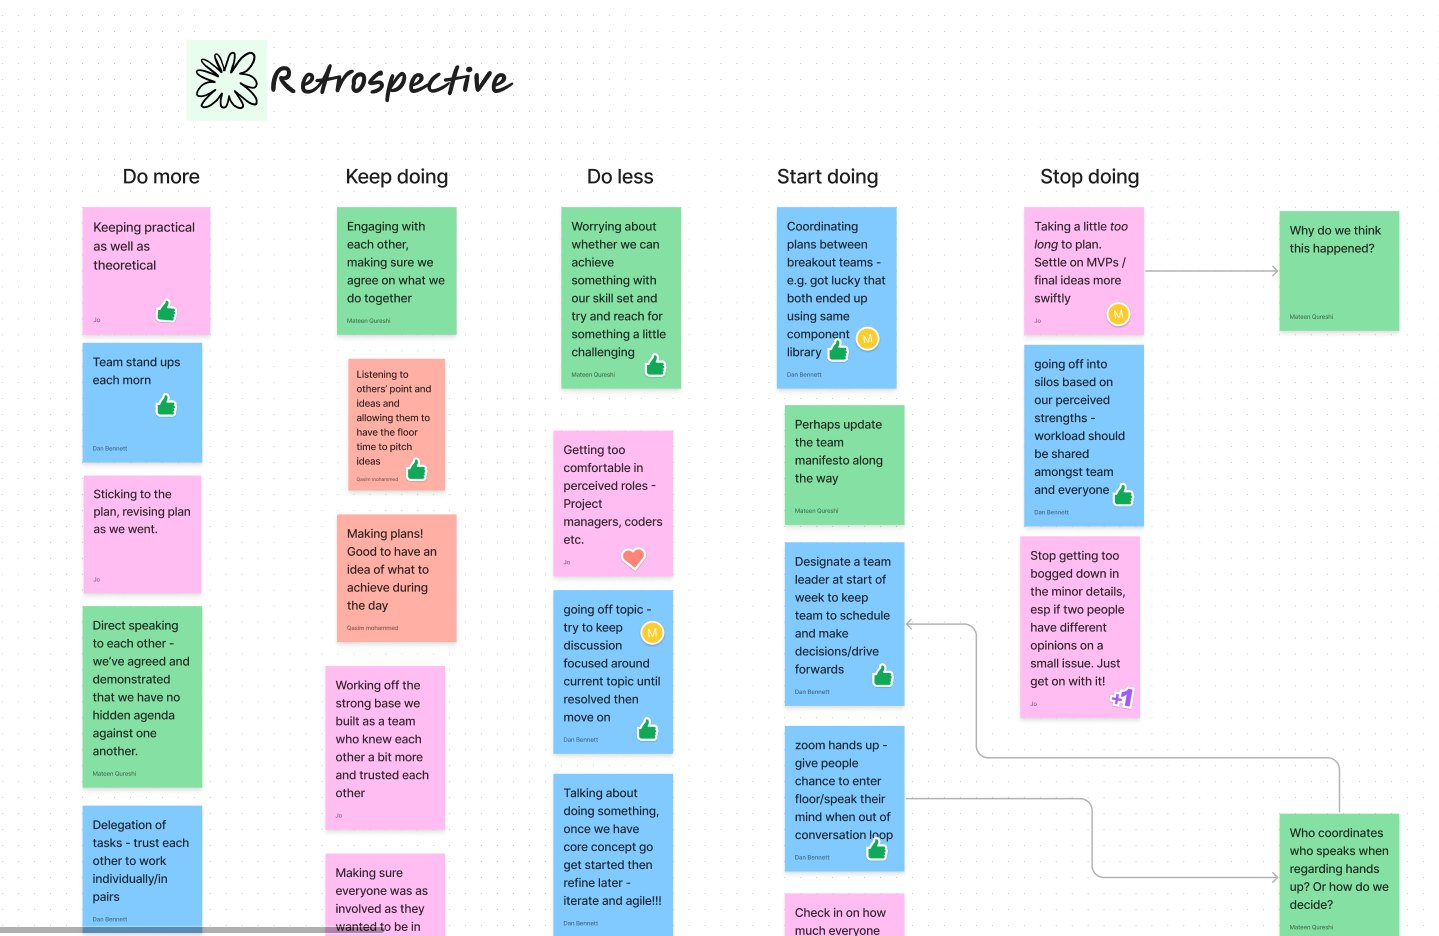 Retrospective
Do more
Keeping practical
as well as
theoretical
Jo
Team stand ups
each morn
Dan Bennett
Sticking to the
plan, revising plan
as we went.
Jo
Direct speaking
to each other -
we've agreed and
demonstrated
that we have no
hidden agenda
against one
another.
Mateen Qureshi
Delegation of
tasks - trust each
other to work
individually/in
pairs
Dan Bennett
Keep doing
Engaging with
each other,
making sure we
agree on what we
do together
Mateen Qureshi
Listening to
others' point and
ideas and
allowing them to
have the floor
time to pitch
ideas
Qasim mohammed
Making plans!
Good to have an
idea of what to
achieve during
the day
Qasim mohammed
Working off the
strong base we
built as a team
who knew each
other a bit more
and trusted each
other
Jo
Making sure
everyone was as
involved as they
wanted to be in
Do less
Worrying about
whether we can
achieve
something with
our skill set and
try and reach for
something a little
challenging
Mateen Qureshi
Getting too
comfortable in
perceived roles -
Project
managers, coders
etc.
Jo
going off topic -
try to keep
discussion
focused around
current topic until
resolved then
move on
M
Dan Bennett
Talking about
doing something,
once we have
core concept go
get started then
refine later -
iterate and agile!!!
Dan Bennett
Start doing
Coordinating
plans between
breakout teams -
e.g. got lucky that
both ended up
using same
component
library
M
Dan Bennett
Perhaps update
the team
manifesto along
the way
Mateen Qureshi
Designate a team
leader at start of
week to keep
team to schedule
and make
decisions/drive
forwards
Dan Bennett
zoom hands up -
give people
chance to enter
floor/speak their
mind when out of
conversation loop
Dan Bennett
Check in on how
much everyone
Stop doing
Taking a little too
long to plan.
Settle on MVPs /
final ideas more
swiftly
M
Jo
going off into
silos based on
our perceived
strengths -
workload should
be shared
amongst team
and everyone
Dan Bennett
Stop getting too
bogged down in
the minor details,
esp if two people
have different
opinions on a
small issue. Just
get on with it!
+1
Jo
Why do we think
this happened?
Mateen Qureshi
Who coordinates
who speaks when
regarding hands
up? Or how do we
decide?
Mateen Qureshi